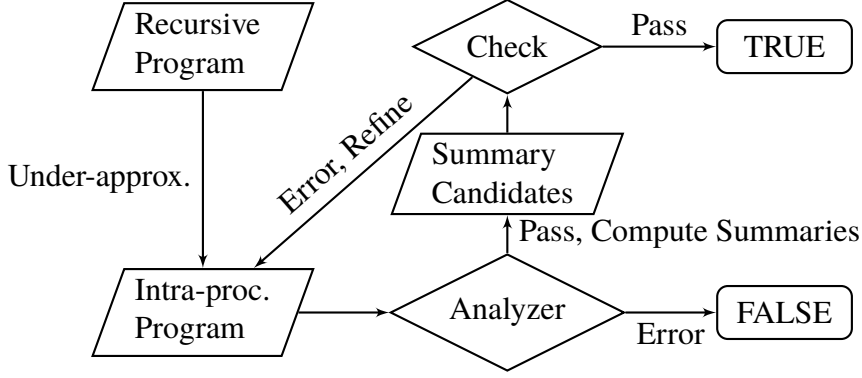 Recursive
Program
Check
Pass
TRUE
Under-approx.
Error, Refine
Summary
Candidates
Pass, Compute Summaries
Intra-proc.
Program
Analyzer
Error
FALSE